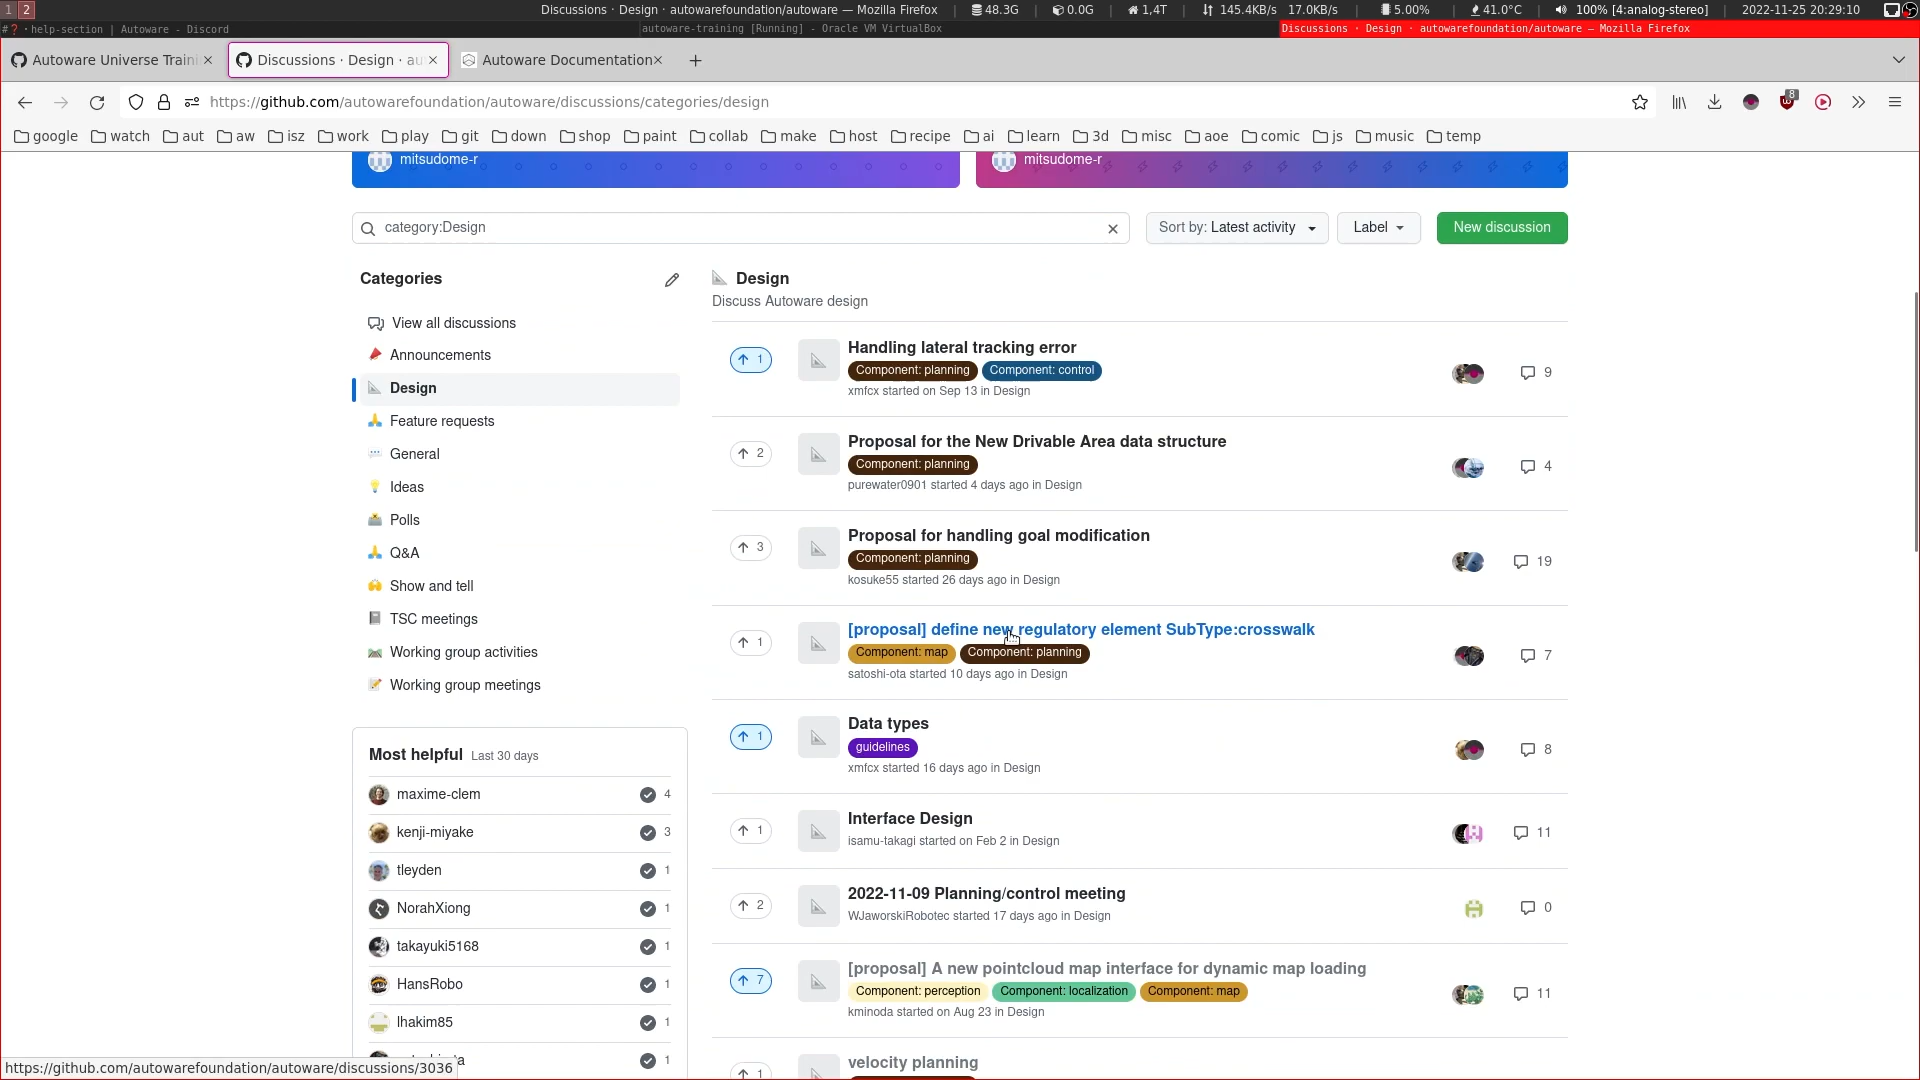 1 2 Discussions · Design · autowarefoundation/autoware — Mozilla Firefox | 48.3G | 0.0G | 1,4T | 145.4KB/s 17.0KB/s | 5.00% | 41.0°C | 100% [4:analog-stereo] | 2022-11-25 20:29:10
#❓・help-section | Autoware - Discord autoware-training [Running] - Oracle VM VirtualBox Discussions · Design · autowarefoundation/autoware — Mozilla Firefox
Autoware Universe Traini × Discussions · Design · au × Autoware Documentation × +
https://github.com/autowarefoundation/autoware/discussions/categories/design 8
google watch aut aw isz work play git down shop paint collab make host recipe ai learn 3d misc aoe comic js music temp
mitsudome-r mitsudome-r
category:Design Sort by: Latest activity Label New discussion
Categories
View all discussions
Announcements
Design
Feature requests
General
Ideas
Polls
Q&A
Show and tell
TSC meetings
Working group activities
Working group meetings
Most helpful Last 30 days
maxime-clem 4
kenji-miyake 3
tleyden 1
NorahXiong 1
takayuki5168 1
HansRobo 1
lhakim85 1
1
Design
Discuss Autoware design
1 Handling lateral tracking error
Component: planning Component: control 9
xmfcx started on Sep 13 in Design
2 Proposal for the New Drivable Area data structure
Component: planning 4
purewater0901 started 4 days ago in Design
3 Proposal for handling goal modification
Component: planning 19
kosuke55 started 26 days ago in Design
1 [proposal] define new regulatory element SubType:crosswalk
Component: map Component: planning 7
satoshi-ota started 10 days ago in Design
1 Data types
guidelines 8
xmfcx started 16 days ago in Design
1 Interface Design 11
isamu-takagi started on Feb 2 in Design
2 2022-11-09 Planning/control meeting 0
WJaworskiRobotec started 17 days ago in Design
7 [proposal] A new pointcloud map interface for dynamic map loading
Component: perception Component: localization Component: map 11
kminoda started on Aug 23 in Design
1 velocity planning
https://github.com/autowarefoundation/autoware/discussions/3036